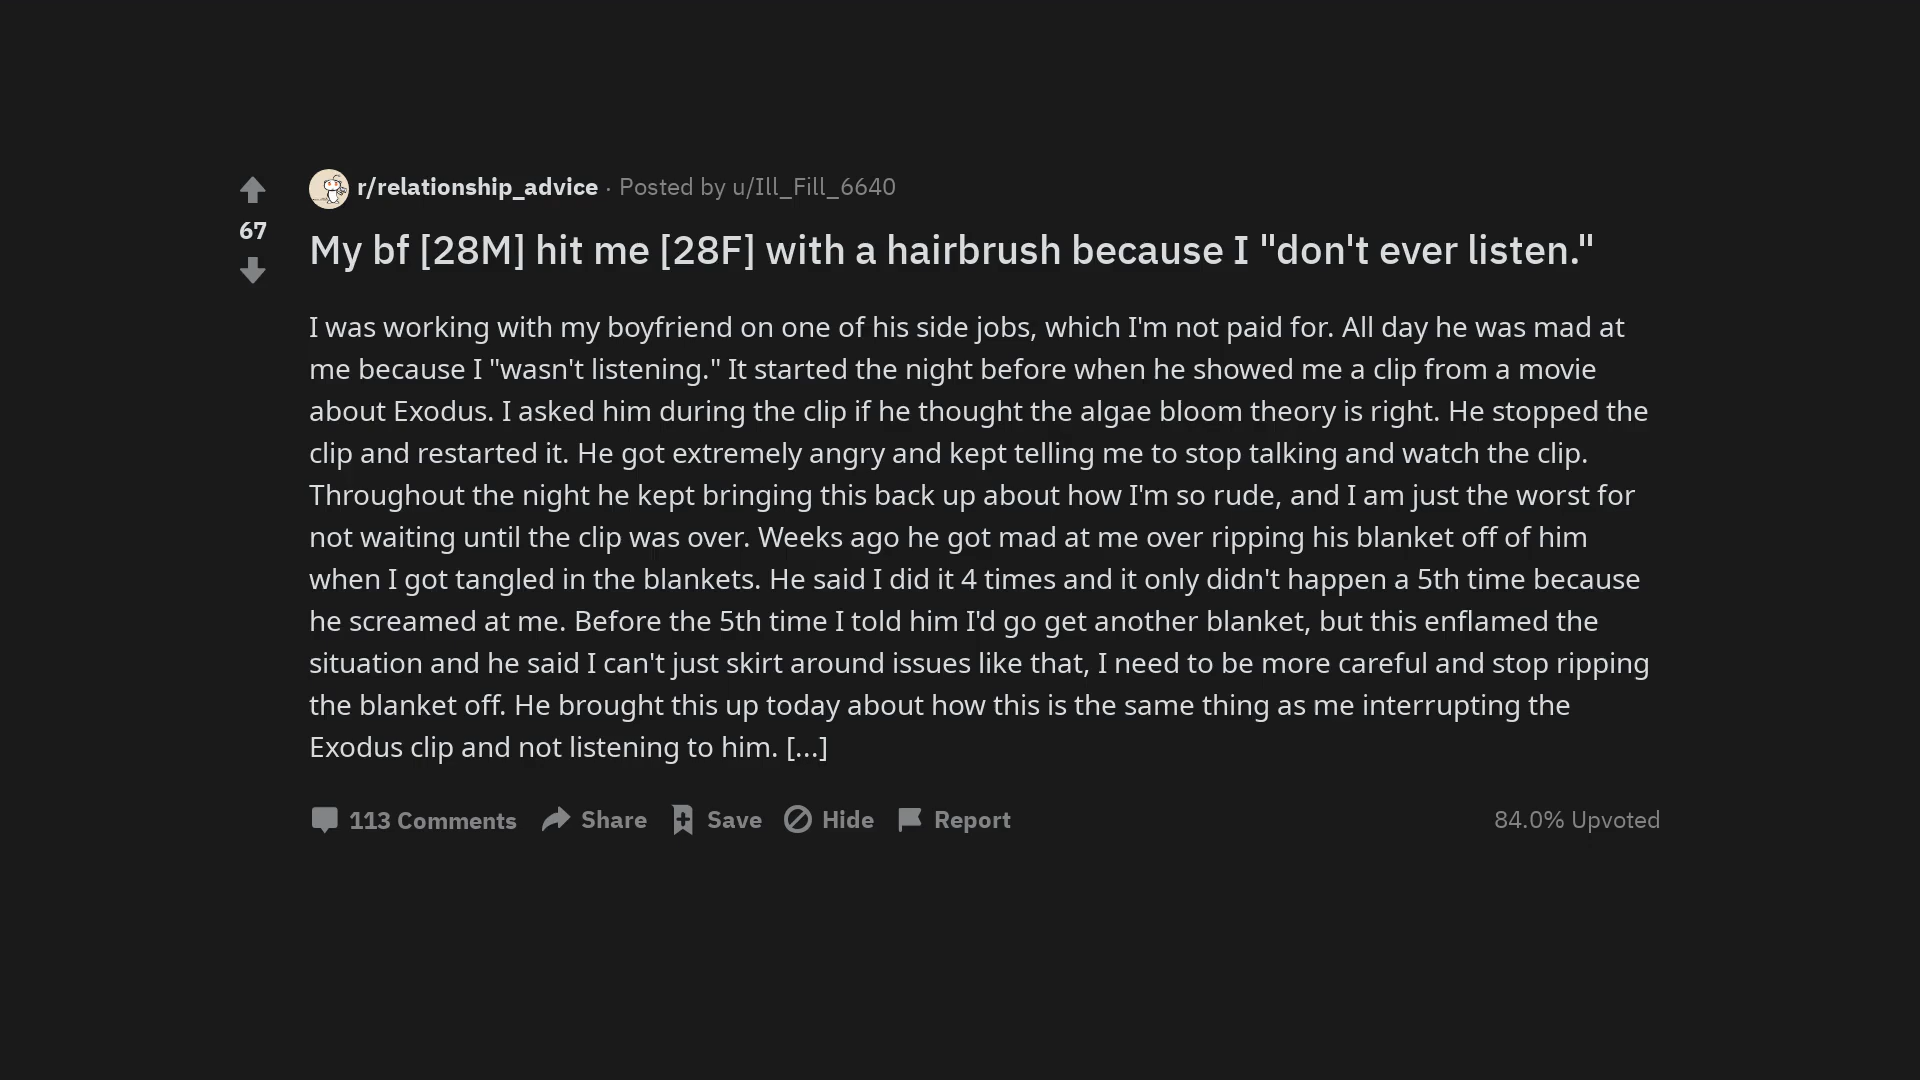 r/relationship_advice · Posted by u/Ill_Fill_6640
67
My bf [28M] hit me [28F] with a hairbrush because I "don't ever listen."
I was working with my boyfriend on one of his side jobs, which I'm not paid for. All day he was mad at
me because I "wasn't listening." It started the night before when he showed me a clip from a movie
about Exodus. I asked him during the clip if he thought the algae bloom theory is right. He stopped the
clip and restarted it. He got extremely angry and kept telling me to stop talking and watch the clip.
Throughout the night he kept bringing this back up about how I'm so rude, and I am just the worst for
not waiting until the clip was over. Weeks ago he got mad at me over ripping his blanket off of him
when I got tangled in the blankets. He said I did it 4 times and it only didn't happen a 5th time because
he screamed at me. Before the 5th time I told him I'd go get another blanket, but this enflamed the
situation and he said I can't just skirt around issues like that, I need to be more careful and stop ripping
the blanket off. He brought this up today about how this is the same thing as me interrupting the
Exodus clip and not listening to him. [...]
113 Comments Share Save Hide Report 84.0% Upvoted